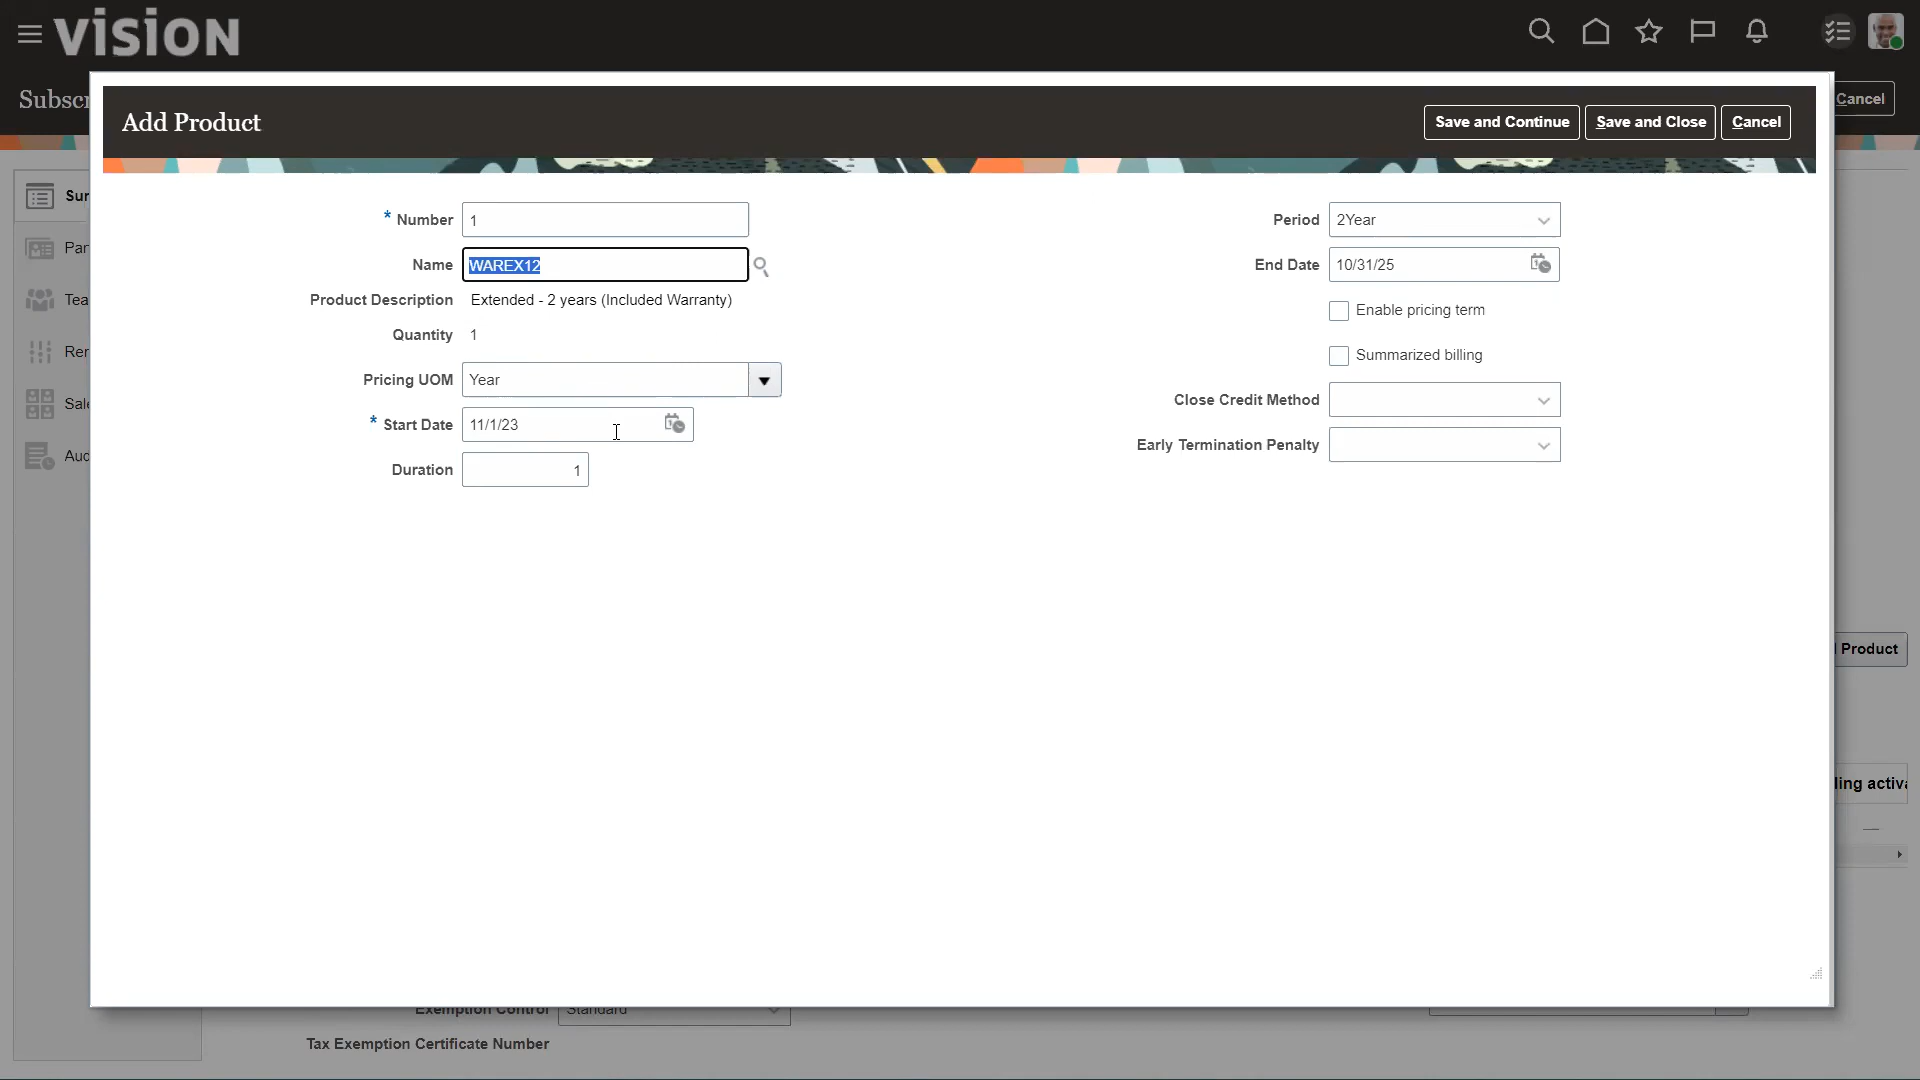 vision
Subscr
Cancel
Add Product
Save and Continue
Save and Close
Cancel
Sur
Par
Tea
Rer
Sale
Aud
* Number 1
Name WAREX12
Product Description Extended - 2 years (Included Warranty)
Quantity 1
Pricing UOM Year
* Start Date 11/1/23
Duration 1
Period 2Year
End Date 10/31/25
Enable pricing term
Summarized billing
Close Credit Method
Early Termination Penalty
Product
ling activa
Exemption Control Standard
Tax Exemption Certificate Number